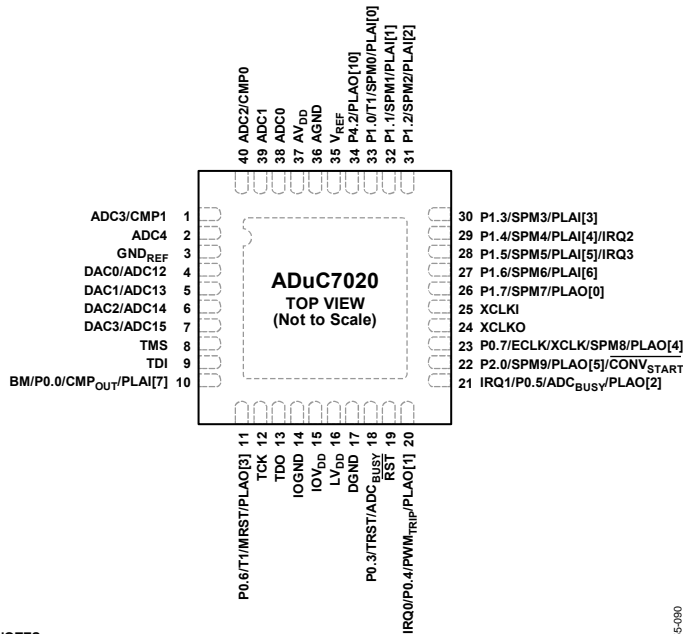 40 ADC2/CMP0
39 ADC1
38 ADC0
37 AVDD
36 AGND
35 VREF
34 P4.2/PLAO[10]
33 P1.0/T1/SPM0/PLAI[0]
32 P1.1/SPM1/PLAI[1]
31 P1.2/SPM2/PLAI[2]
ADC3/CMP1 1
ADC4 2
GNDREF 3
DAC0/ADC12 4
DAC1/ADC13 5
DAC2/ADC14 6
DAC3/ADC15 7
TMS 8
TDI 9
BM/P0.0/CMPOUT/PLAI[7] 10
ADuC7020
TOP VIEW
(Not to Scale)
30 P1.3/SPM3/PLAI[3]
29 P1.4/SPM4/PLAI[4]/IRQ2
28 P1.5/SPM5/PLAI[5]/IRQ3
27 P1.6/SPM6/PLAI[6]
26 P1.7/SPM7/PLAO[0]
25 XCLKI
24 XCLKO
23 P0.7/ECLK/XCLK/SPM8/PLAO[4]
22 P2.0/SPM9/PLAO[5]/CONVSTART
21 IRQ1/P0.5/ADCBUSY/PLAO[2]
P0.6/T1/MRST/PLAO[3] 11
TCK 12
TDO 13
IOGND 14
IOVDD 15
LVDD 16
DGND 17
P0.3/TRST/ADCBUSY 18
RST 19
IRQ0/P0.4/PWMTRIP/PLAO[1] 20
5-090